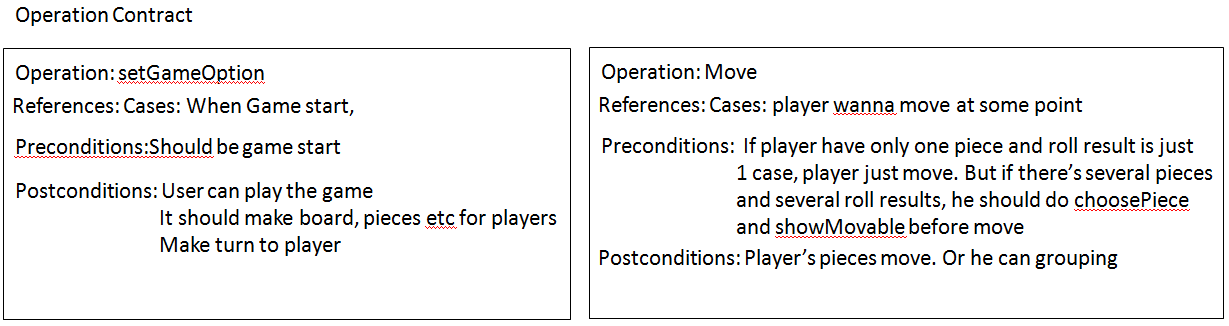 Operation Contract
Operation: setGameOption
References: Cases: When Game start,
Preconditions:Should be game start
Postconditions: User can play the game
It should make board, pieces etc for players
Make turn to player
Operation: Move
References: Cases: player wanna move at some point
Preconditions: If player have only one piece and roll result is just
1 case, player just move. But if there’s several pieces
and several roll results, he should do choosePiece
and showMovable before move
Postconditions: Player’s pieces move. Or he can grouping